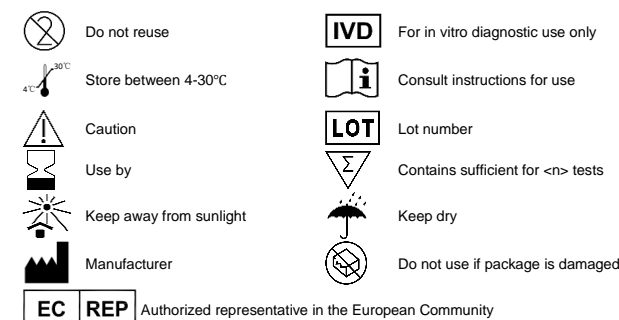 Do not reuse
IVD For in vitro diagnostic use only
4℃ 30℃ Store between 4-30℃
i Consult instructions for use
! Caution
LOT Lot number
Use by
Σ Contains sufficient for <n> tests
Keep away from sunlight
Keep dry
Manufacturer
Do not use if package is damaged
EC REP Authorized representative in the European Community